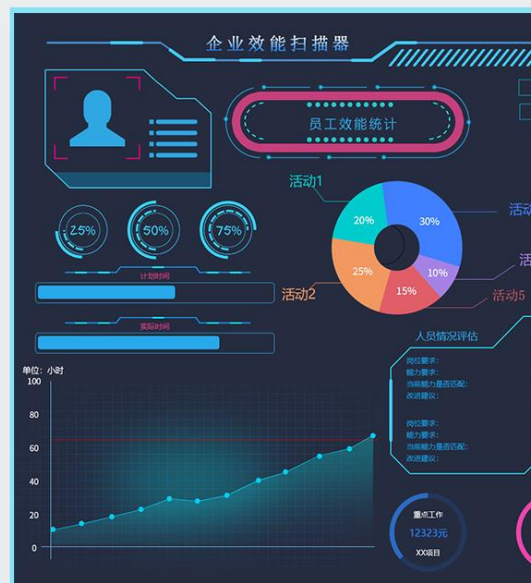 企业效能扫描器
员工效能统计
活动1
20%
30%
活动
25%
10%
活
15%
活动2
活动5
25%
50%
75%
计划时间
实际时间
人员情况评估
岗位要求：
能力要求：
当前能力是否匹配：
改进建议：
岗位要求：
能力要求：
当前能力是否匹配：
改进建议：
单位：小时
100
80
60
40
20
0
重点工作
12323元
XX项目